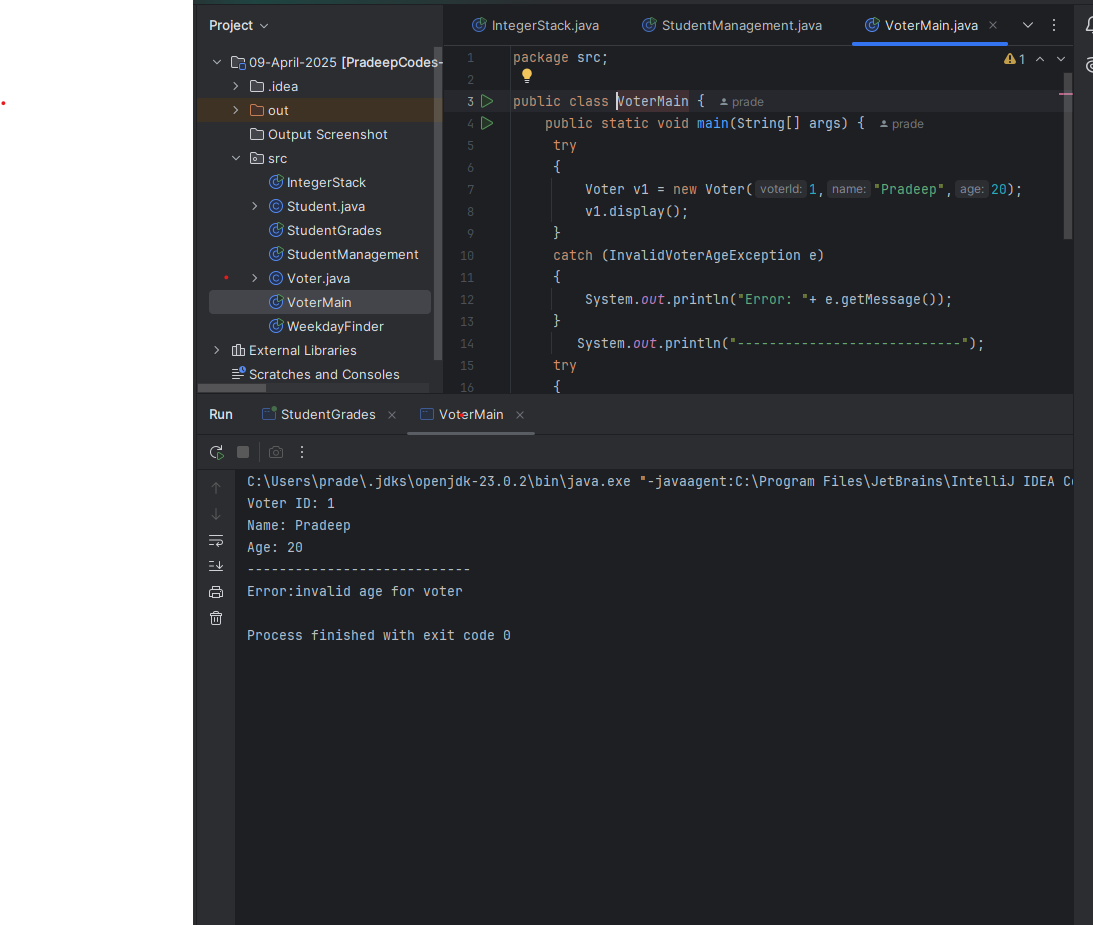 Project
09-April-2025 [PradeepCodes-
.idea
out
Output Screenshot
src
IntegerStack
Student.java
StudentGrades
StudentManagement
Voter.java
VoterMain
WeekdayFinder
External Libraries
Scratches and Consoles
IntegerStack.java
StudentManagement.java
VoterMain.java
1
1 package src;
2
3 public class VoterMain { prade
4 public static void main(String[] args) { prade
5 try
6 {
7 Voter v1 = new Voter( voterId: 1, name: "Pradeep", age: 20);
8 v1.display();
9 }
10 catch (InvalidVoterAgeException e)
11 {
12 System.out.println("Error: "+ e.getMessage());
13 }
14 System.out.println("----------------------------");
15 try
16 {
Run
StudentGrades
VoterMain
C:\Users\prade\.jdks\openjdk-23.0.2\bin\java.exe "-javaagent:C:\Program Files\JetBrains\IntelliJ IDEA Co
Voter ID: 1
Name: Pradeep
Age: 20
----------------------------
Error:invalid age for voter
Process finished with exit code 0